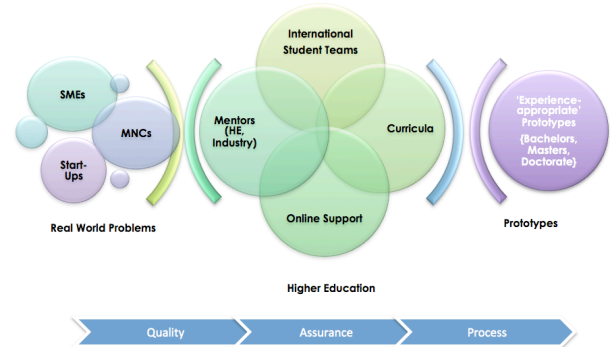 International
Student Teams
SMEs
MNCs
Start-
Ups
Mentors
(HE,
Industry)
Curricula
Online Support
'Experience-
appropriate'
Prototypes
{Bachelors,
Masters,
Doctorate}
Real World Problems
Prototypes
Higher Education
Quality
Assurance
Process